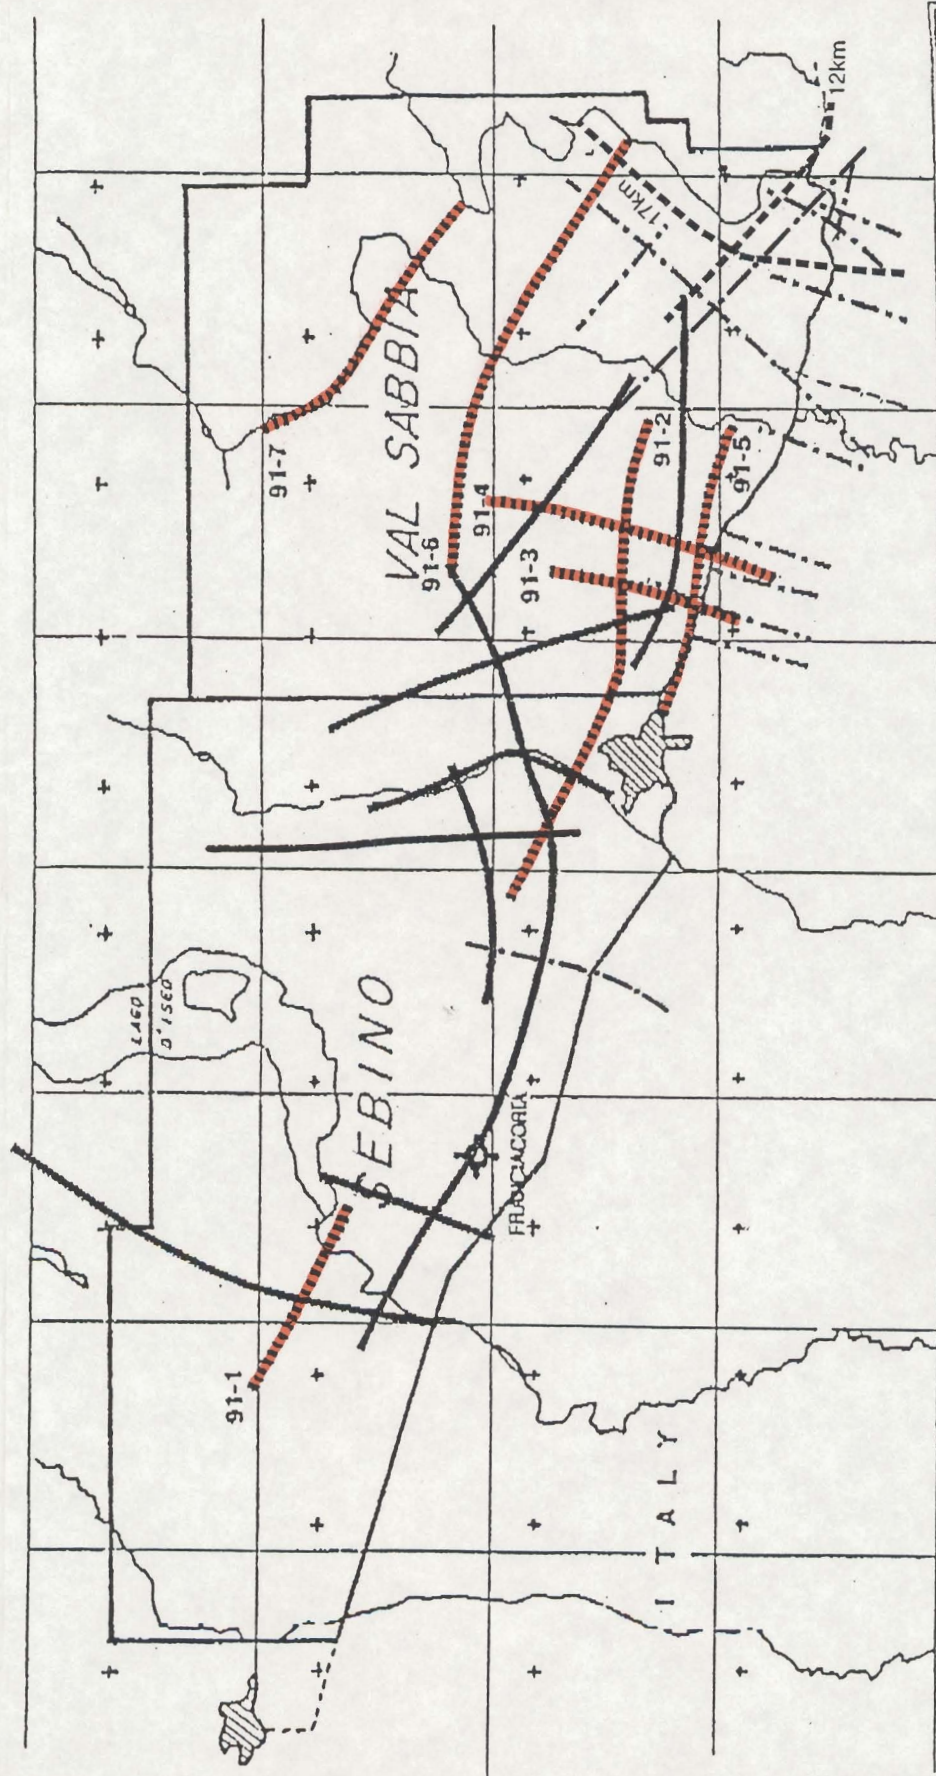 LAGO
D'ISEO
SEBINO
VAL SABBIA
FRANCIACORTA
ITALY
91-1
91-2
91-3
91-4
91-5
91-6
91-7
17km
12km